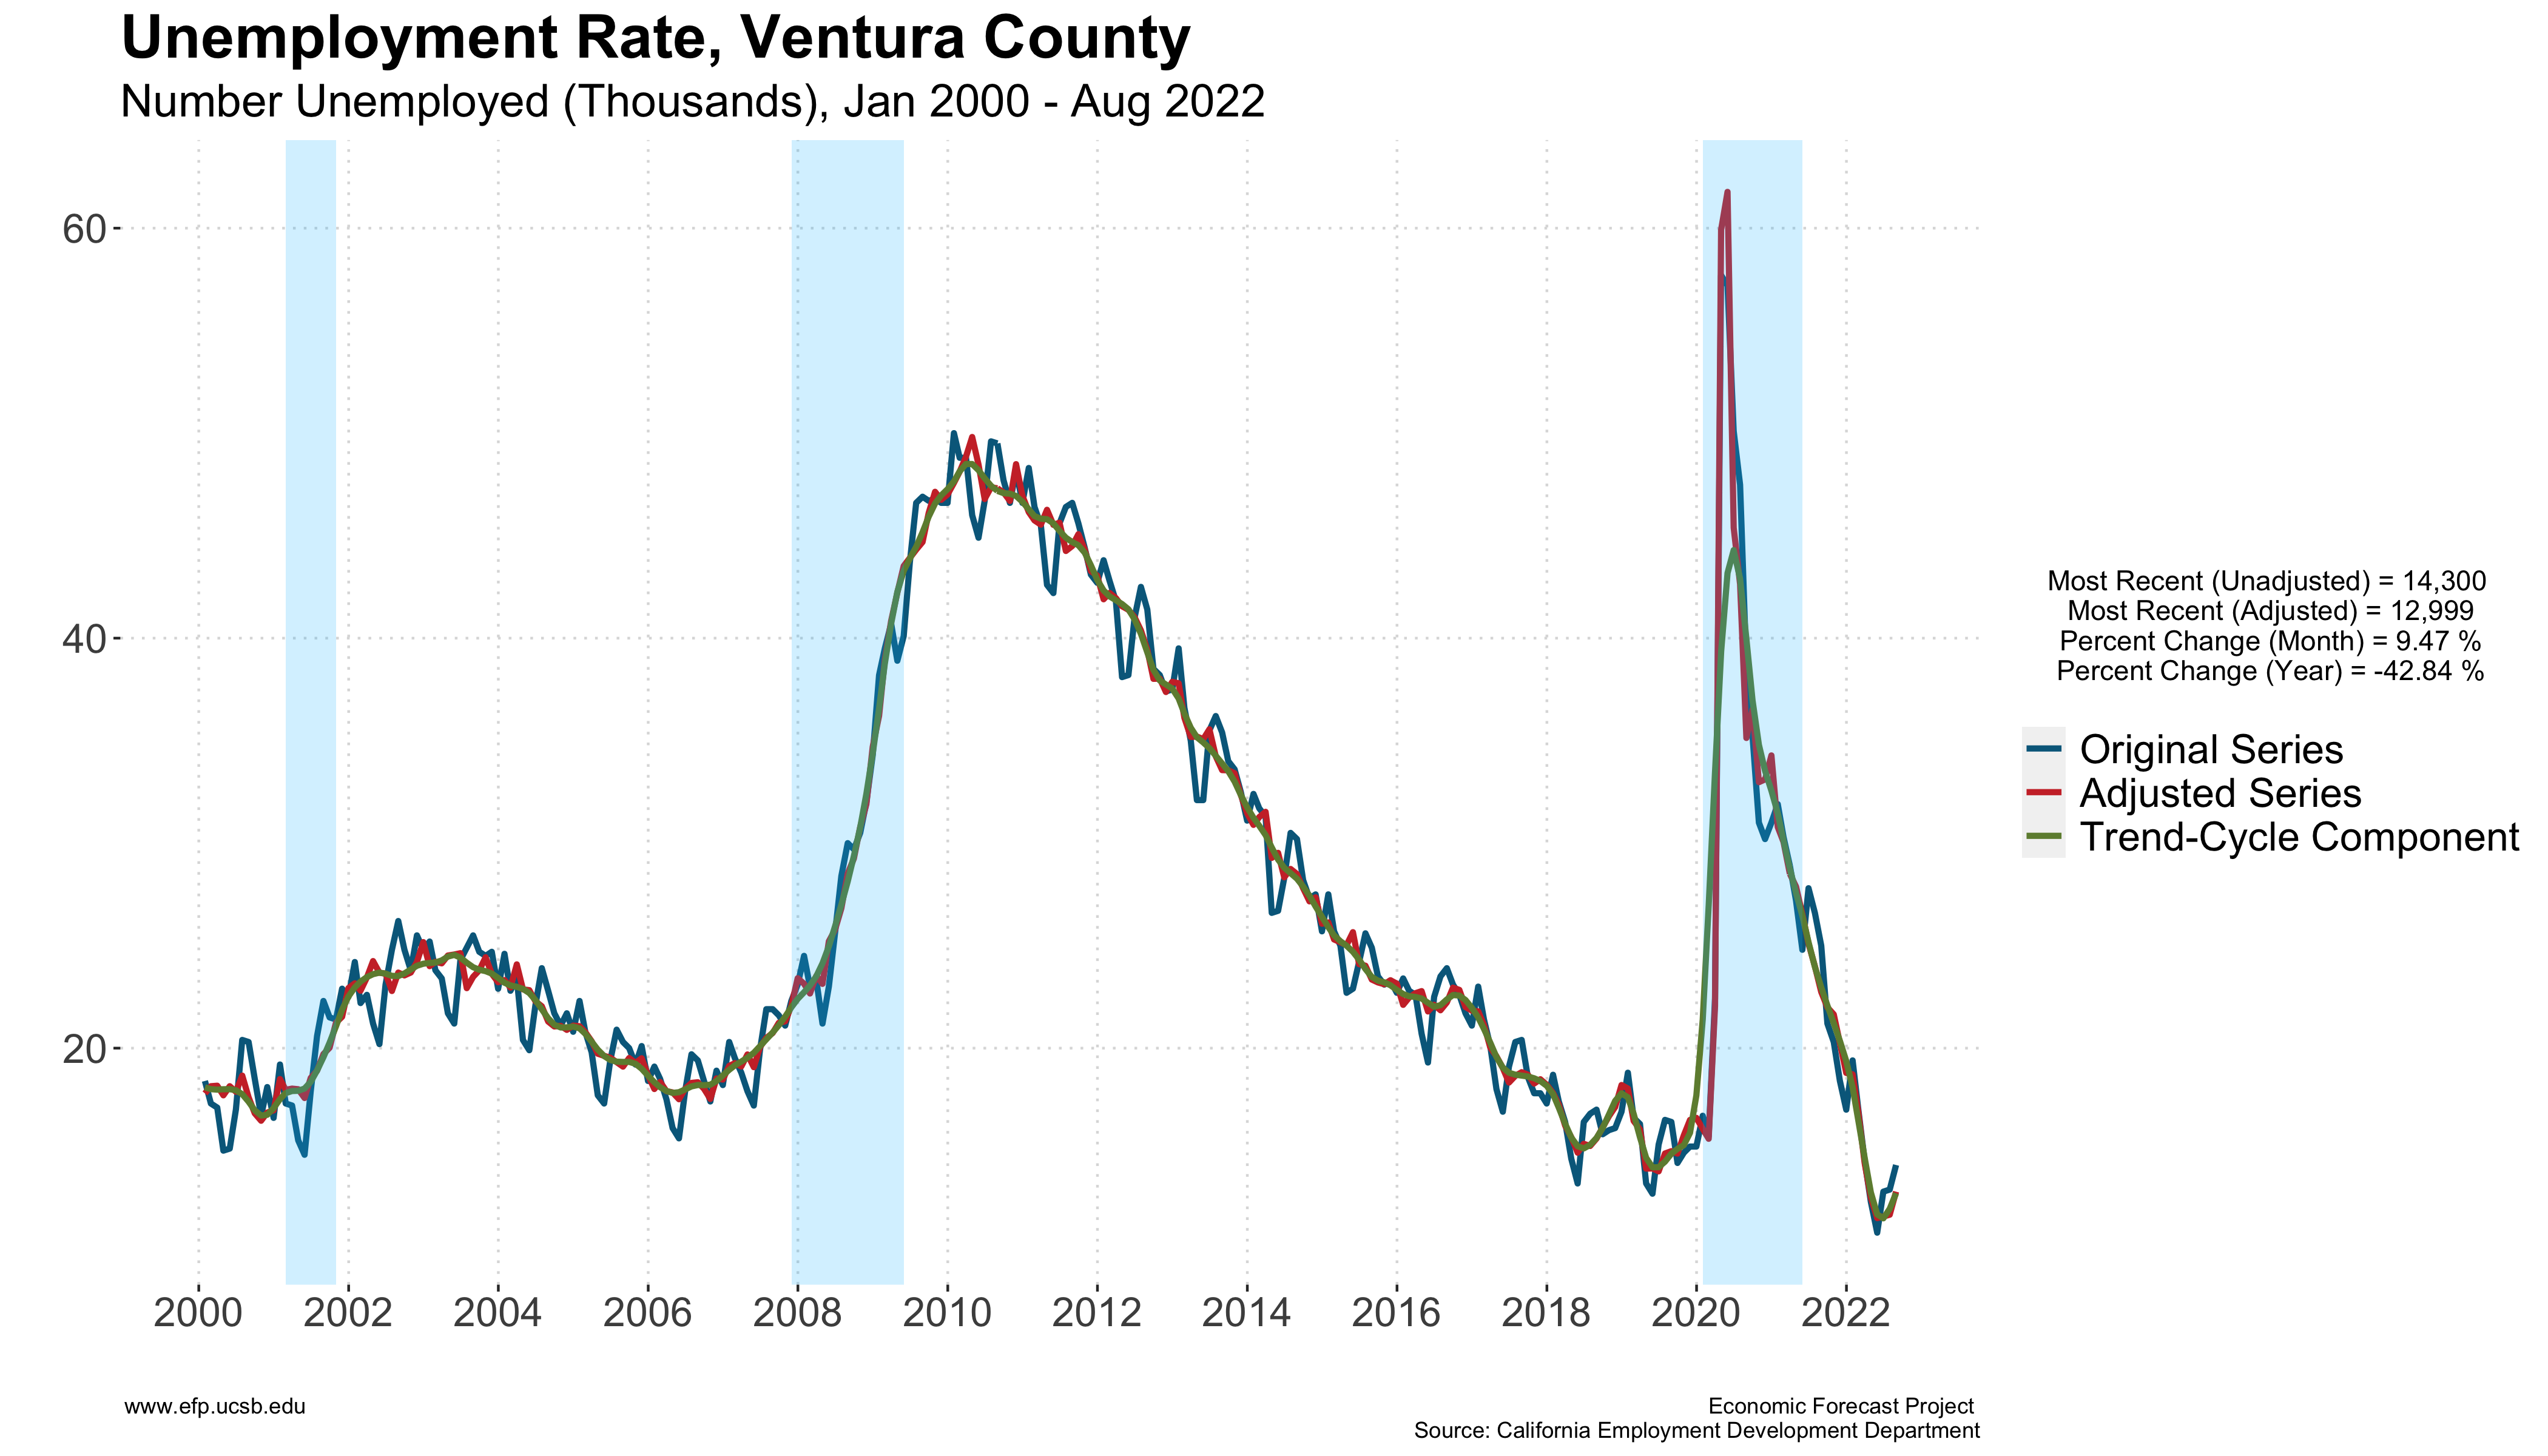 Unemployment Rate, Ventura County
Number Unemployed (Thousands), Jan 2000 - Aug 2022
60
40
20
2000 2002 2004 2006 2008 2010 2012 2014 2016 2018 2020 2022
Most Recent (Unadjusted) = 14,300
Most Recent (Adjusted) = 12,999
Percent Change (Month) = 9.47 %
Percent Change (Year) = -42.84 %
Original Series
Adjusted Series
Trend-Cycle Component
www.efp.ucsb.edu
Economic Forecast Project
Source: California Employment Development Department